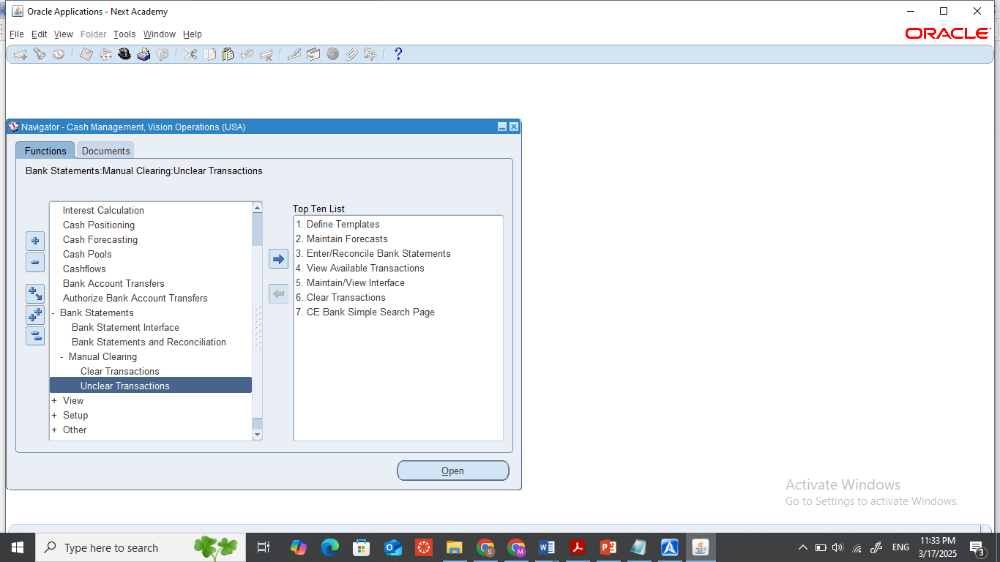 Oracle Applications - Next Academy
File Edit View Folder Tools Window Help
ORACLE
?
Navigator - Cash Management, Vision Operations (USA)
Functions Documents
Bank Statements:Manual Clearing:Unclear Transactions
Interest Calculation
Cash Positioning
Cash Forecasting
Cash Pools
Cashflows
Bank Account Transfers
Authorize Bank Account Transfers
- Bank Statements
Bank Statement Interface
Bank Statements and Reconciliation
- Manual Clearing
Clear Transactions
Unclear Transactions
+ View
+ Setup
+ Other
Top Ten List
1. Define Templates
2. Maintain Forecasts
3. Enter/Reconcile Bank Statements
4. View Available Transactions
5. Maintain/View Interface
6. Clear Transactions
7. CE Bank Simple Search Page
Open
Activate Windows
Go to Settings to activate Windows.
Type here to search
S
M
ENG
11:33 PM
3/17/2025
3